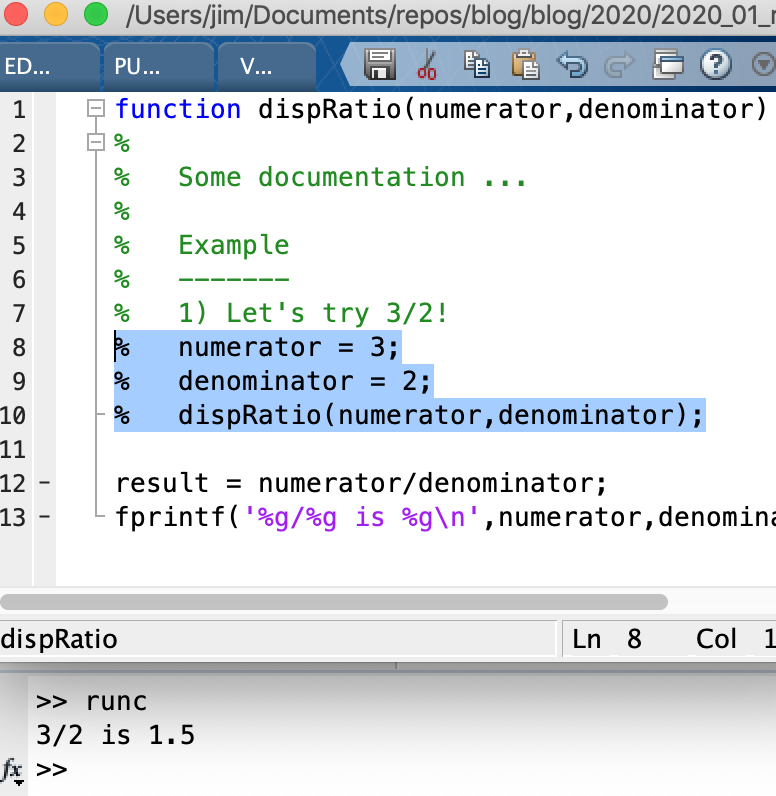 /Users/jim/Documents/repos/blog/blog/2020/2020_01_
ED... PU... V...
1 function dispRatio(numerator,denominator)
2 %
3 % Some documentation ...
4 %
5 % Example
6 % -------
7 % 1) Let's try 3/2!
8 % numerator = 3;
9 % denominator = 2;
10 % dispRatio(numerator,denominator);
11
12 - result = numerator/denominator;
13 - fprintf('%g/%g is %g\n',numerator,denomina
dispRatio Ln 8 Col 1
>> runc
3/2 is 1.5
fx >>